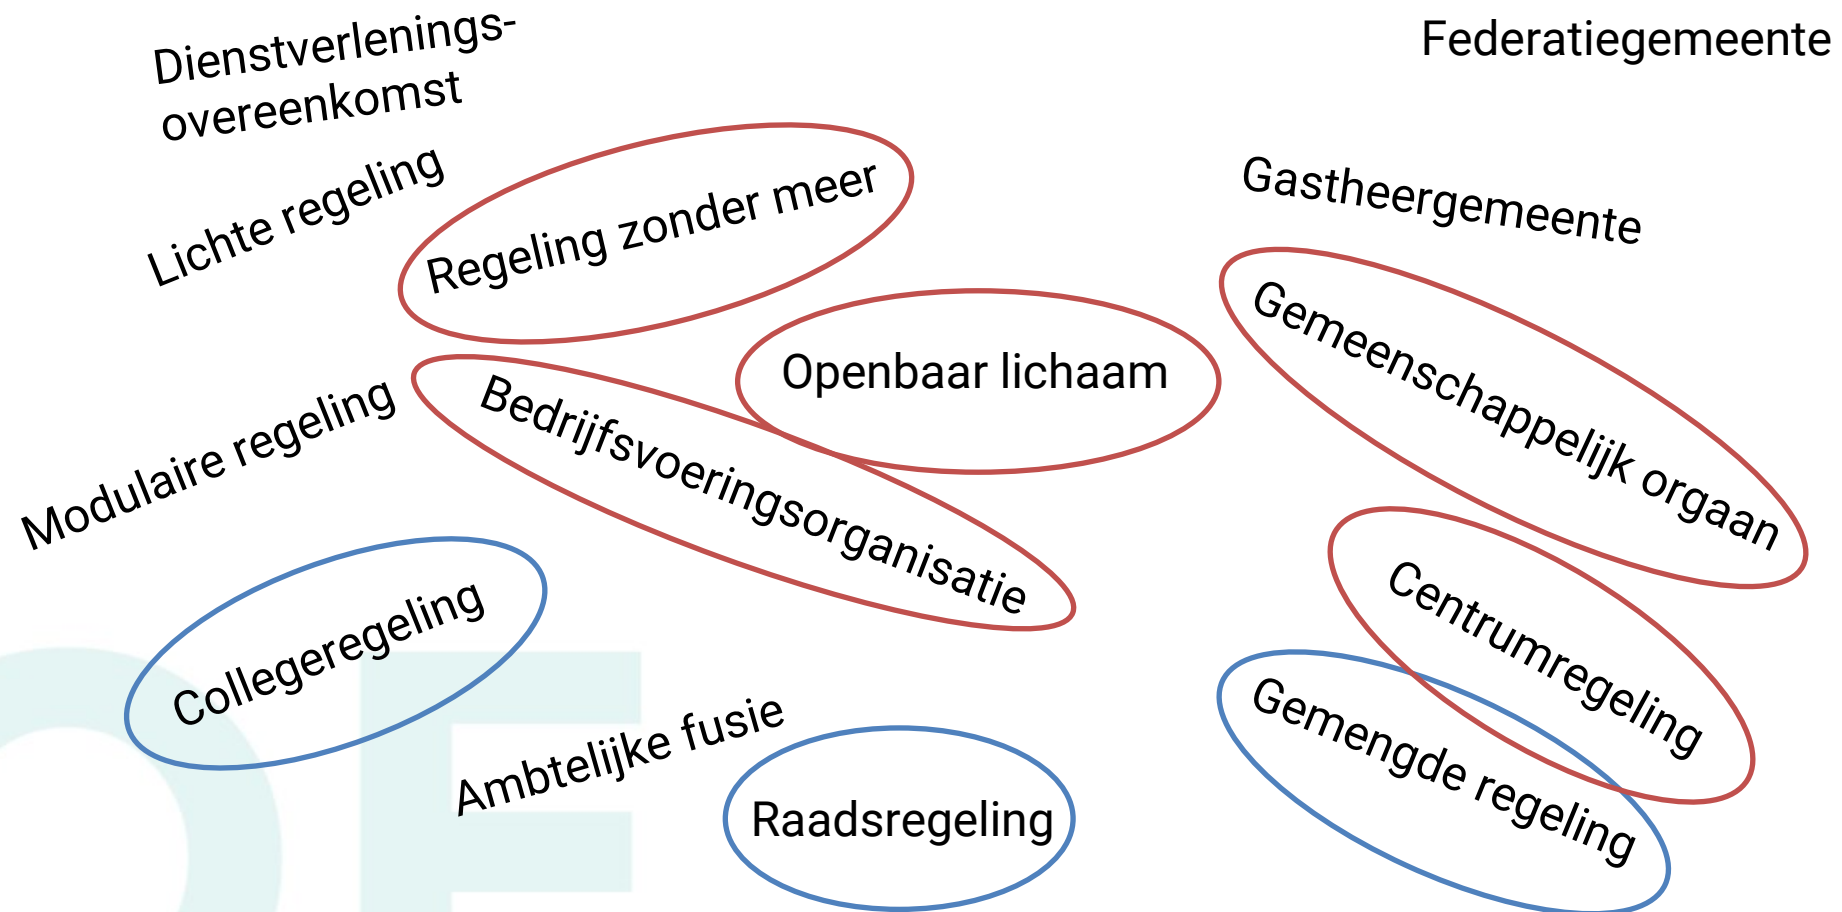 Dienstverlenings-
overeenkomst
Federatiegemeente
Lichte regeling
Regeling zonder meer
Gastheergemeente
Openbaar lichaam
Gemeenschappelijk orgaan
Modulaire regeling
Bedrijfsvoeringsorganisatie
Collegeregeling
Centrumregeling
Gemengde regeling
Ambtelijke fusie
Raadsregeling